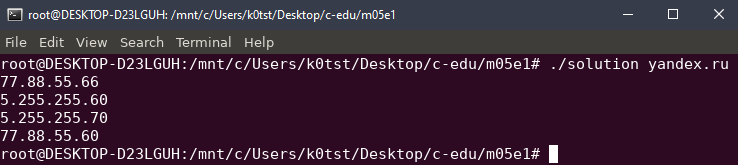 root@DESKTOP-D23LGUH: /mnt/c/Users/k0tst/Desktop/c-edu/m05e1
File Edit View Search Terminal Help
root@DESKTOP-D23LGUH:/mnt/c/Users/k0tst/Desktop/c-edu/m05e1# ./solution yandex.ru
77.88.55.66
5.255.255.60
5.255.255.70
77.88.55.60
root@DESKTOP-D23LGUH:/mnt/c/Users/k0tst/Desktop/c-edu/m05e1#